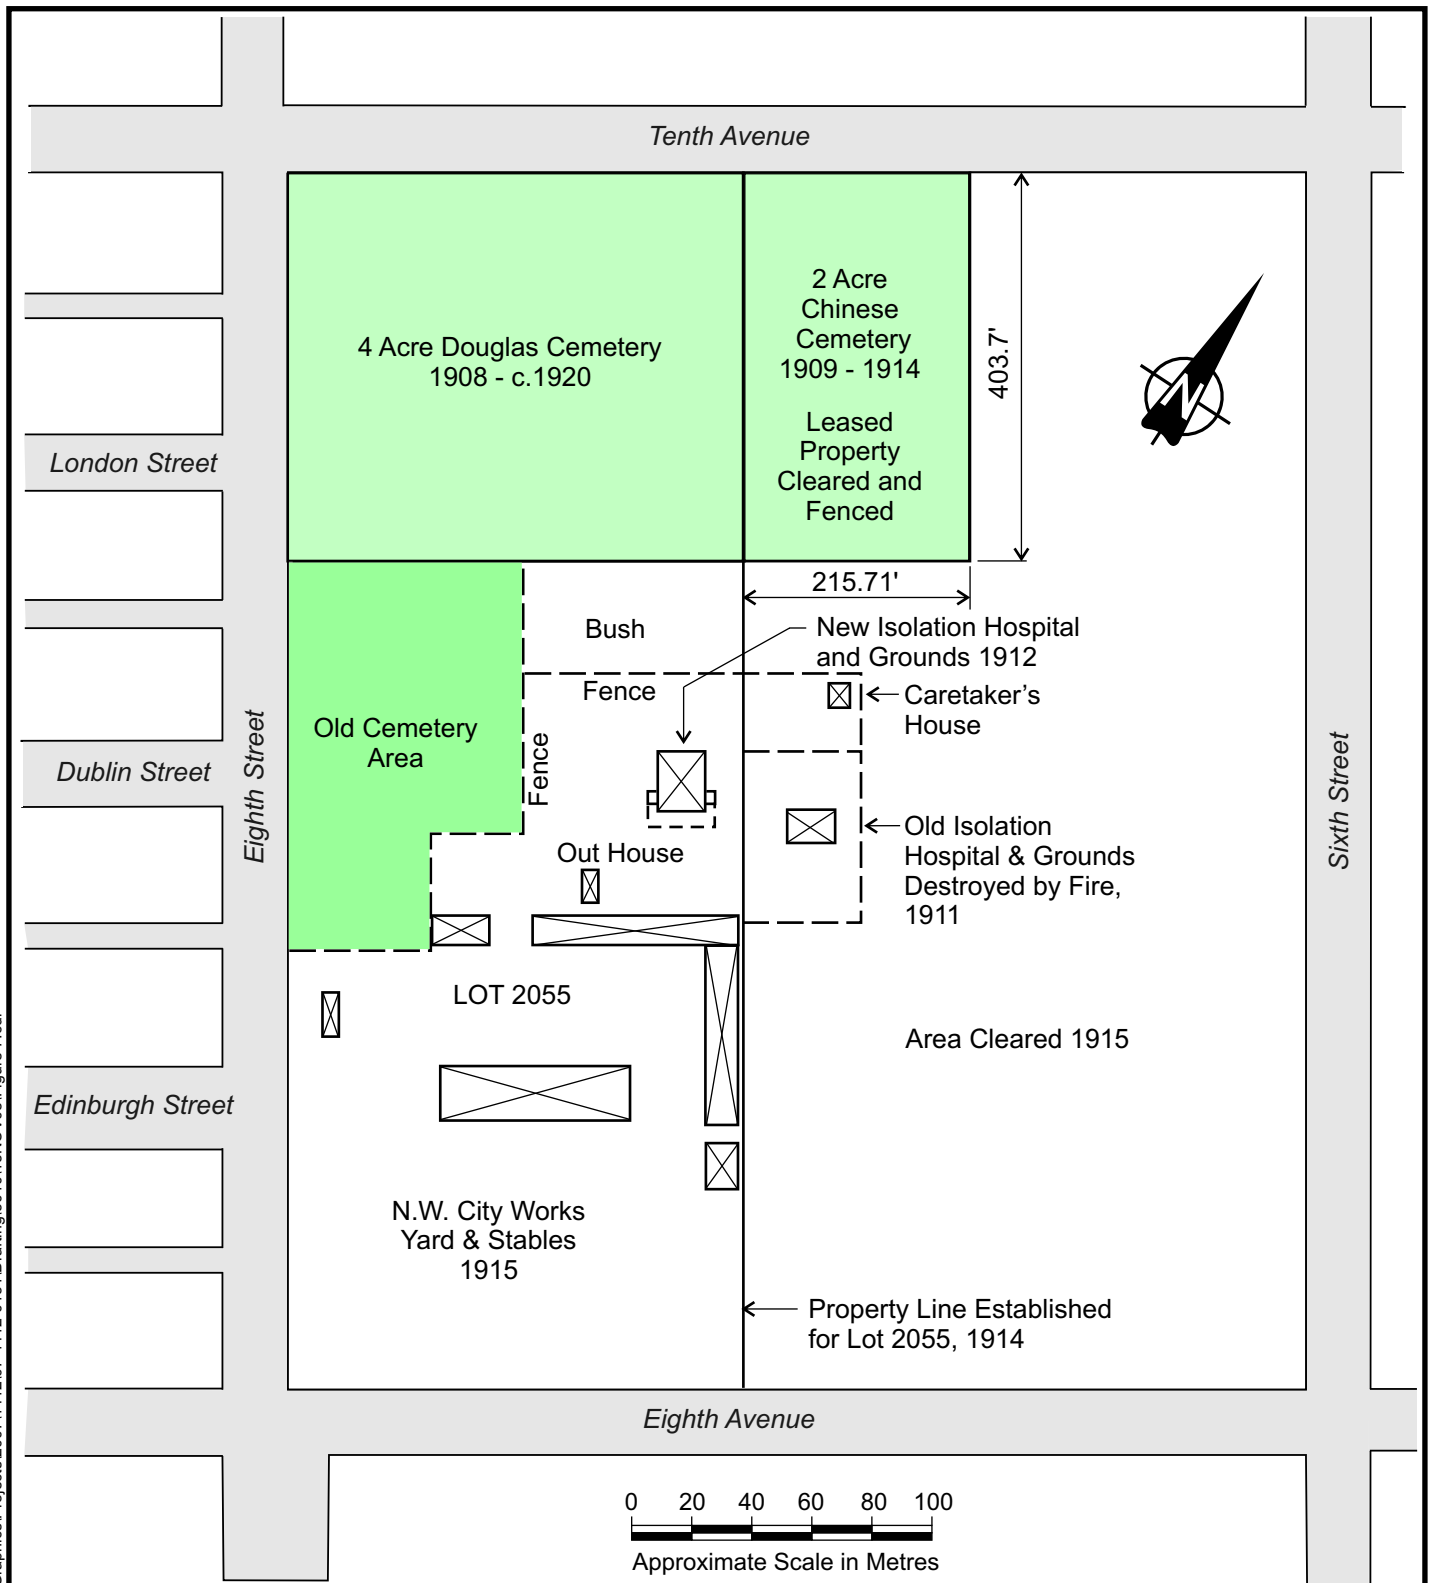 Tenth Avenue
4 Acre Douglas Cemetery
1908 - c.1920
2 Acre
Chinese
Cemetery
1909 - 1914
Leased
Property
Cleared and
Fenced
403.7'
N
London Street
215.71'
Bush
New Isolation Hospital
and Grounds 1912
Fence
Caretaker's
House
Old Cemetery
Area
Fence
Dublin Street
Eighth Street
Sixth Street
Old Isolation
Hospital & Grounds
Destroyed by Fire,
1911
Out House
LOT 2055
Area Cleared 1915
Edinburgh Street
N.W. City Works
Yard & Stables
1915
Property Line Established
for Lot 2055, 1914
Eighth Avenue
0 20 40 60 80 100
Approximate Scale in Metres